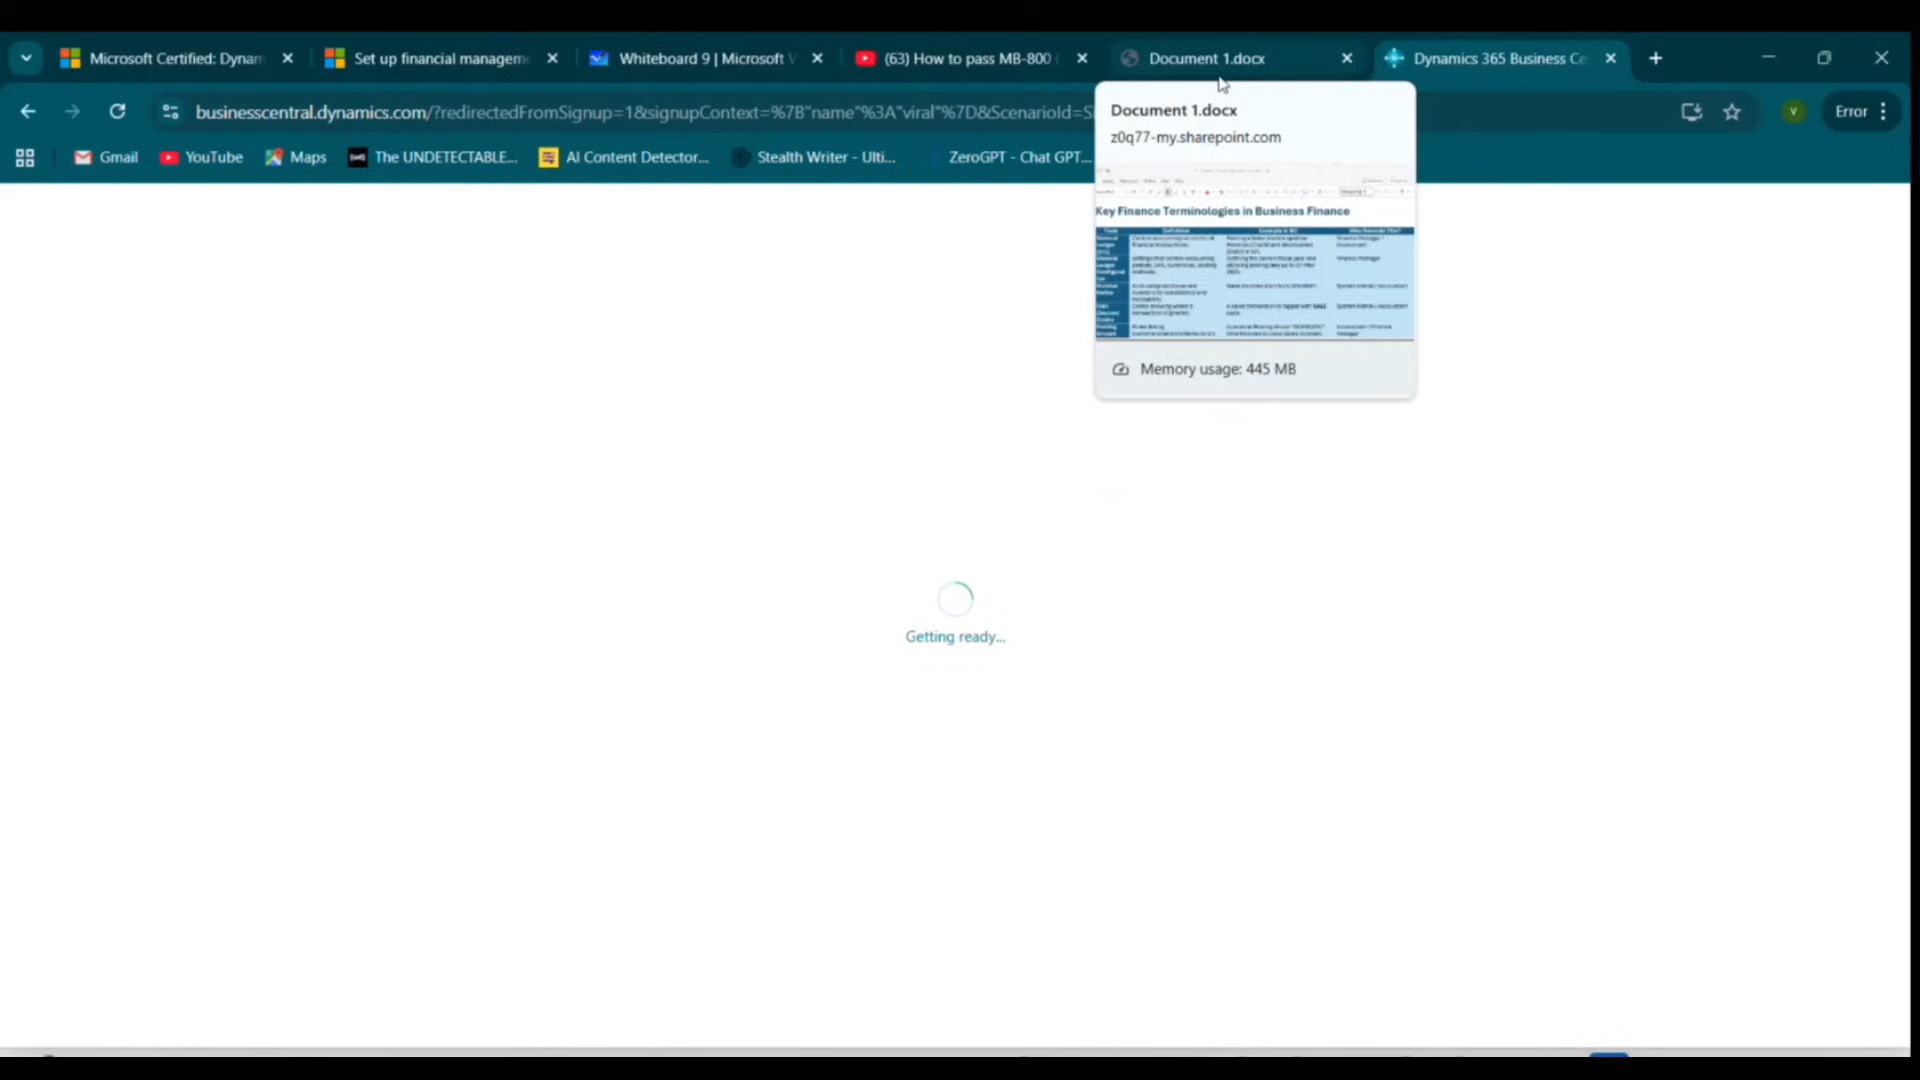 Microsoft Certified: Dynam
Set up financial managem
Whiteboard 9 | Microsoft V
(63) How to pass MB-800
Document 1.docx
Dynamics 365 Business Ce
businesscentral.dynamics.com/?redirectedFromSignup=1&signupContext=%7B"name"%3A"viral"%7D&ScenarioId=S
Error
Gmail
YouTube
Maps
The UNDETECTABLE...
AI Content Detector...
Stealth Writer - Ulti...
ZeroGPT - Chat GPT...
V
Document 1.docx
z0q77-my.sharepoint.com
Key Finance Terminologies in Business Finance
Memory usage: 445 MB
Getting ready...